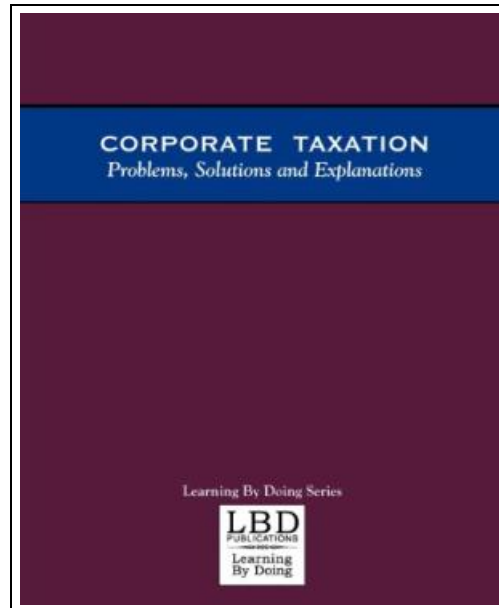 CORPORATE TAXATION
Problems, Solutions and Explanations
Learning By Doing Series
LBD
PUBLICATIONS
Learning
By Doing